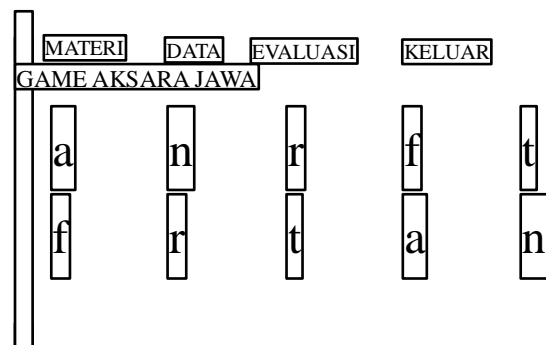 MATERI DATA EVALUASI KELUAR
GAME AKSARA JAWA
a n r f t
f r t a n